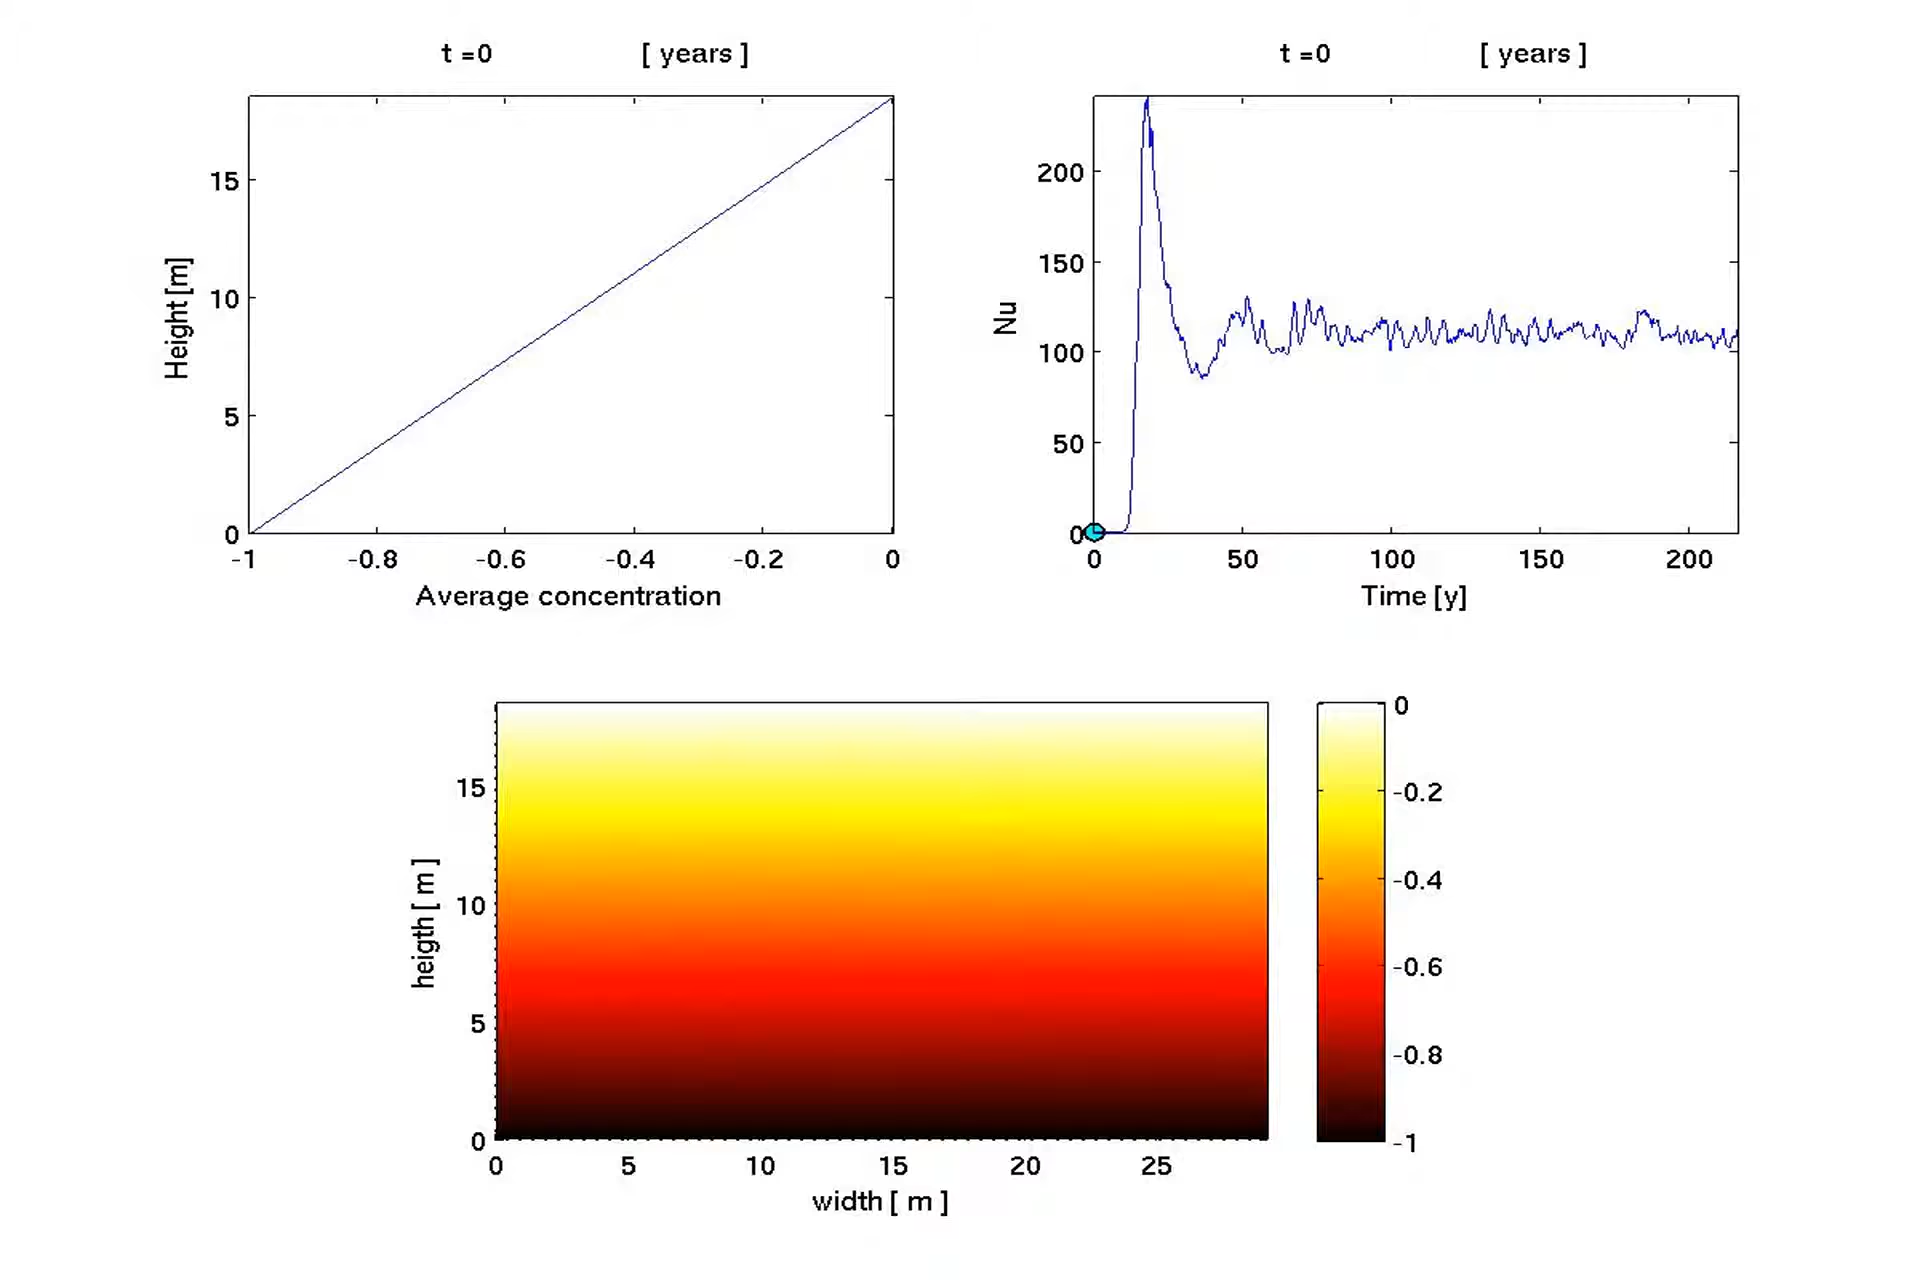 t =0 [ years ]
15
10
5
0
Height [m]
-1 -0.8 -0.6 -0.4 -0.2 0
Average concentration
t =0 [ years ]
200
150
100
50
0
Nu
0 50 100 150 200
Time [y]
15
10
5
0
heigth [ m ]
0 5 10 15 20 25
width [ m ]
0
-0.2
-0.4
-0.6
-0.8
-1